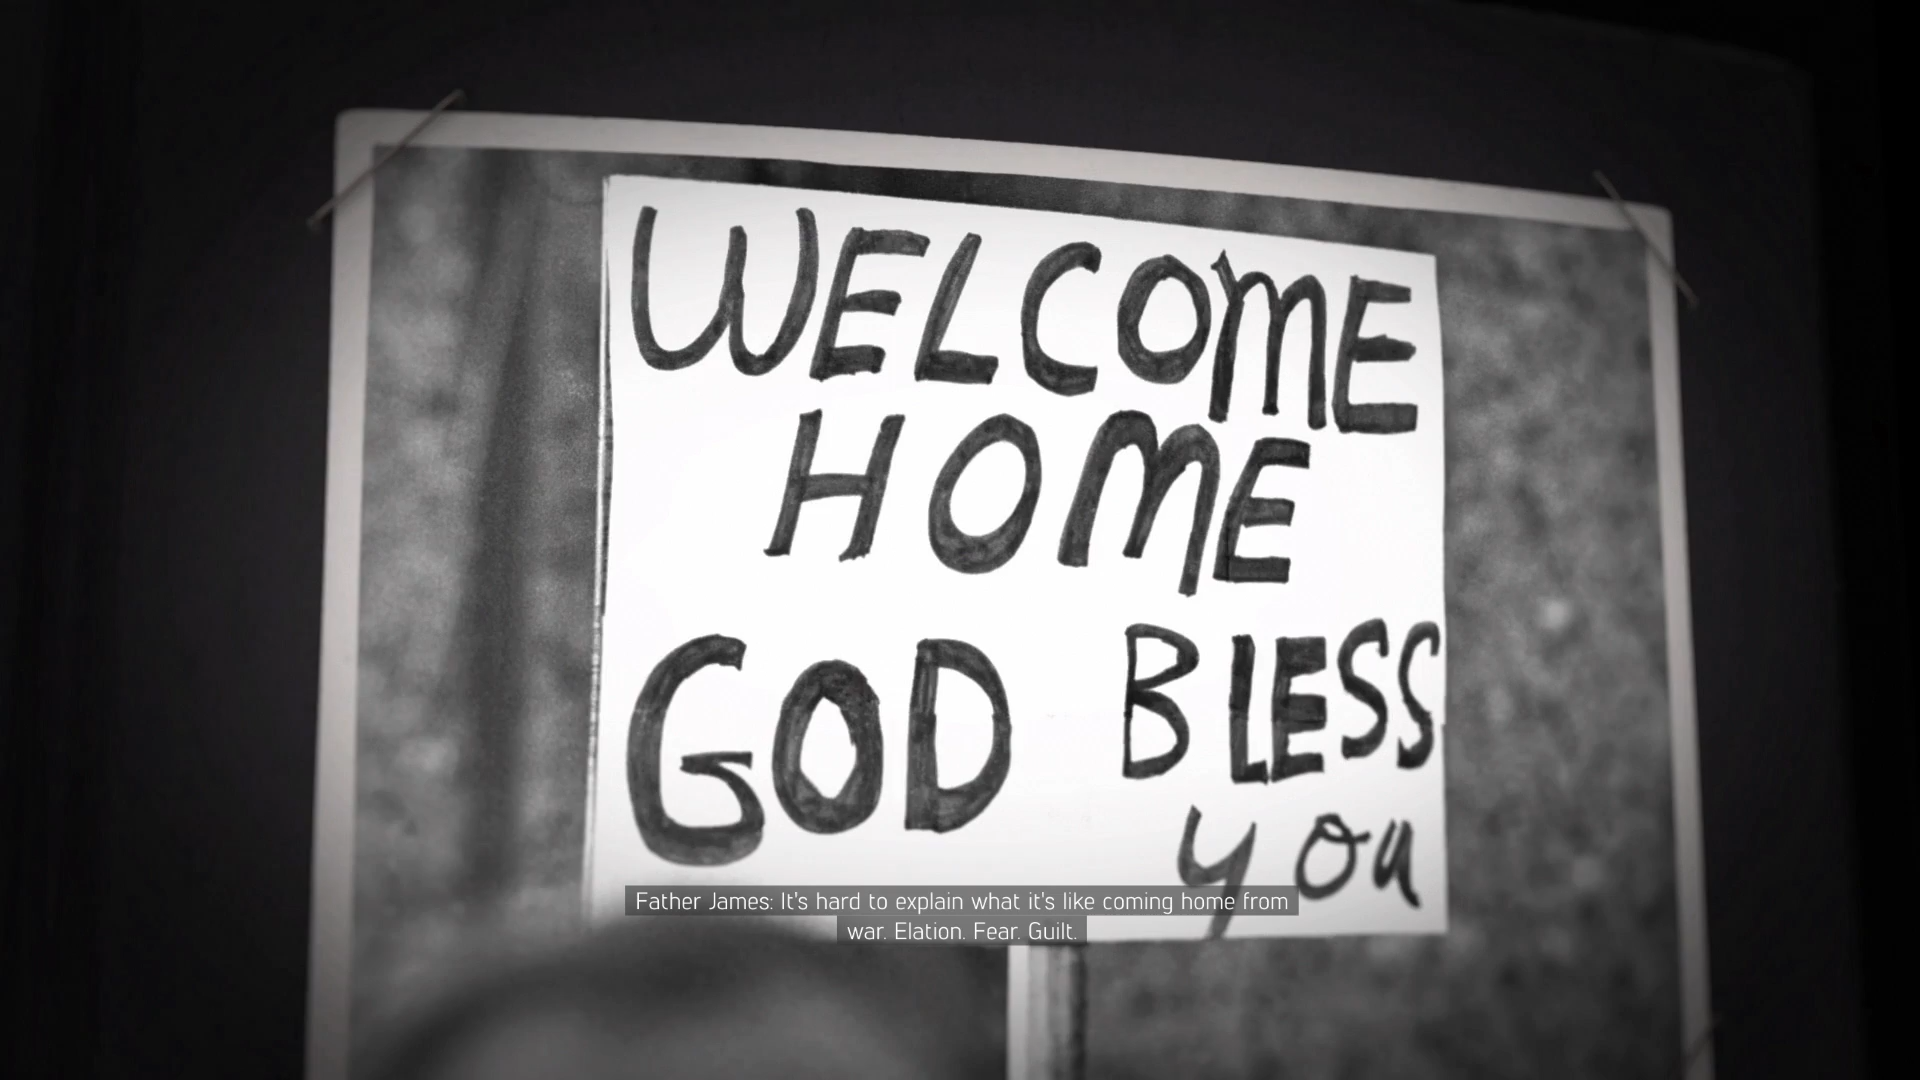 WELCOME
HOME
GOD BLESS
you
Father James: It's hard to explain what it's like coming home from
war. Elation. Fear. Guilt.